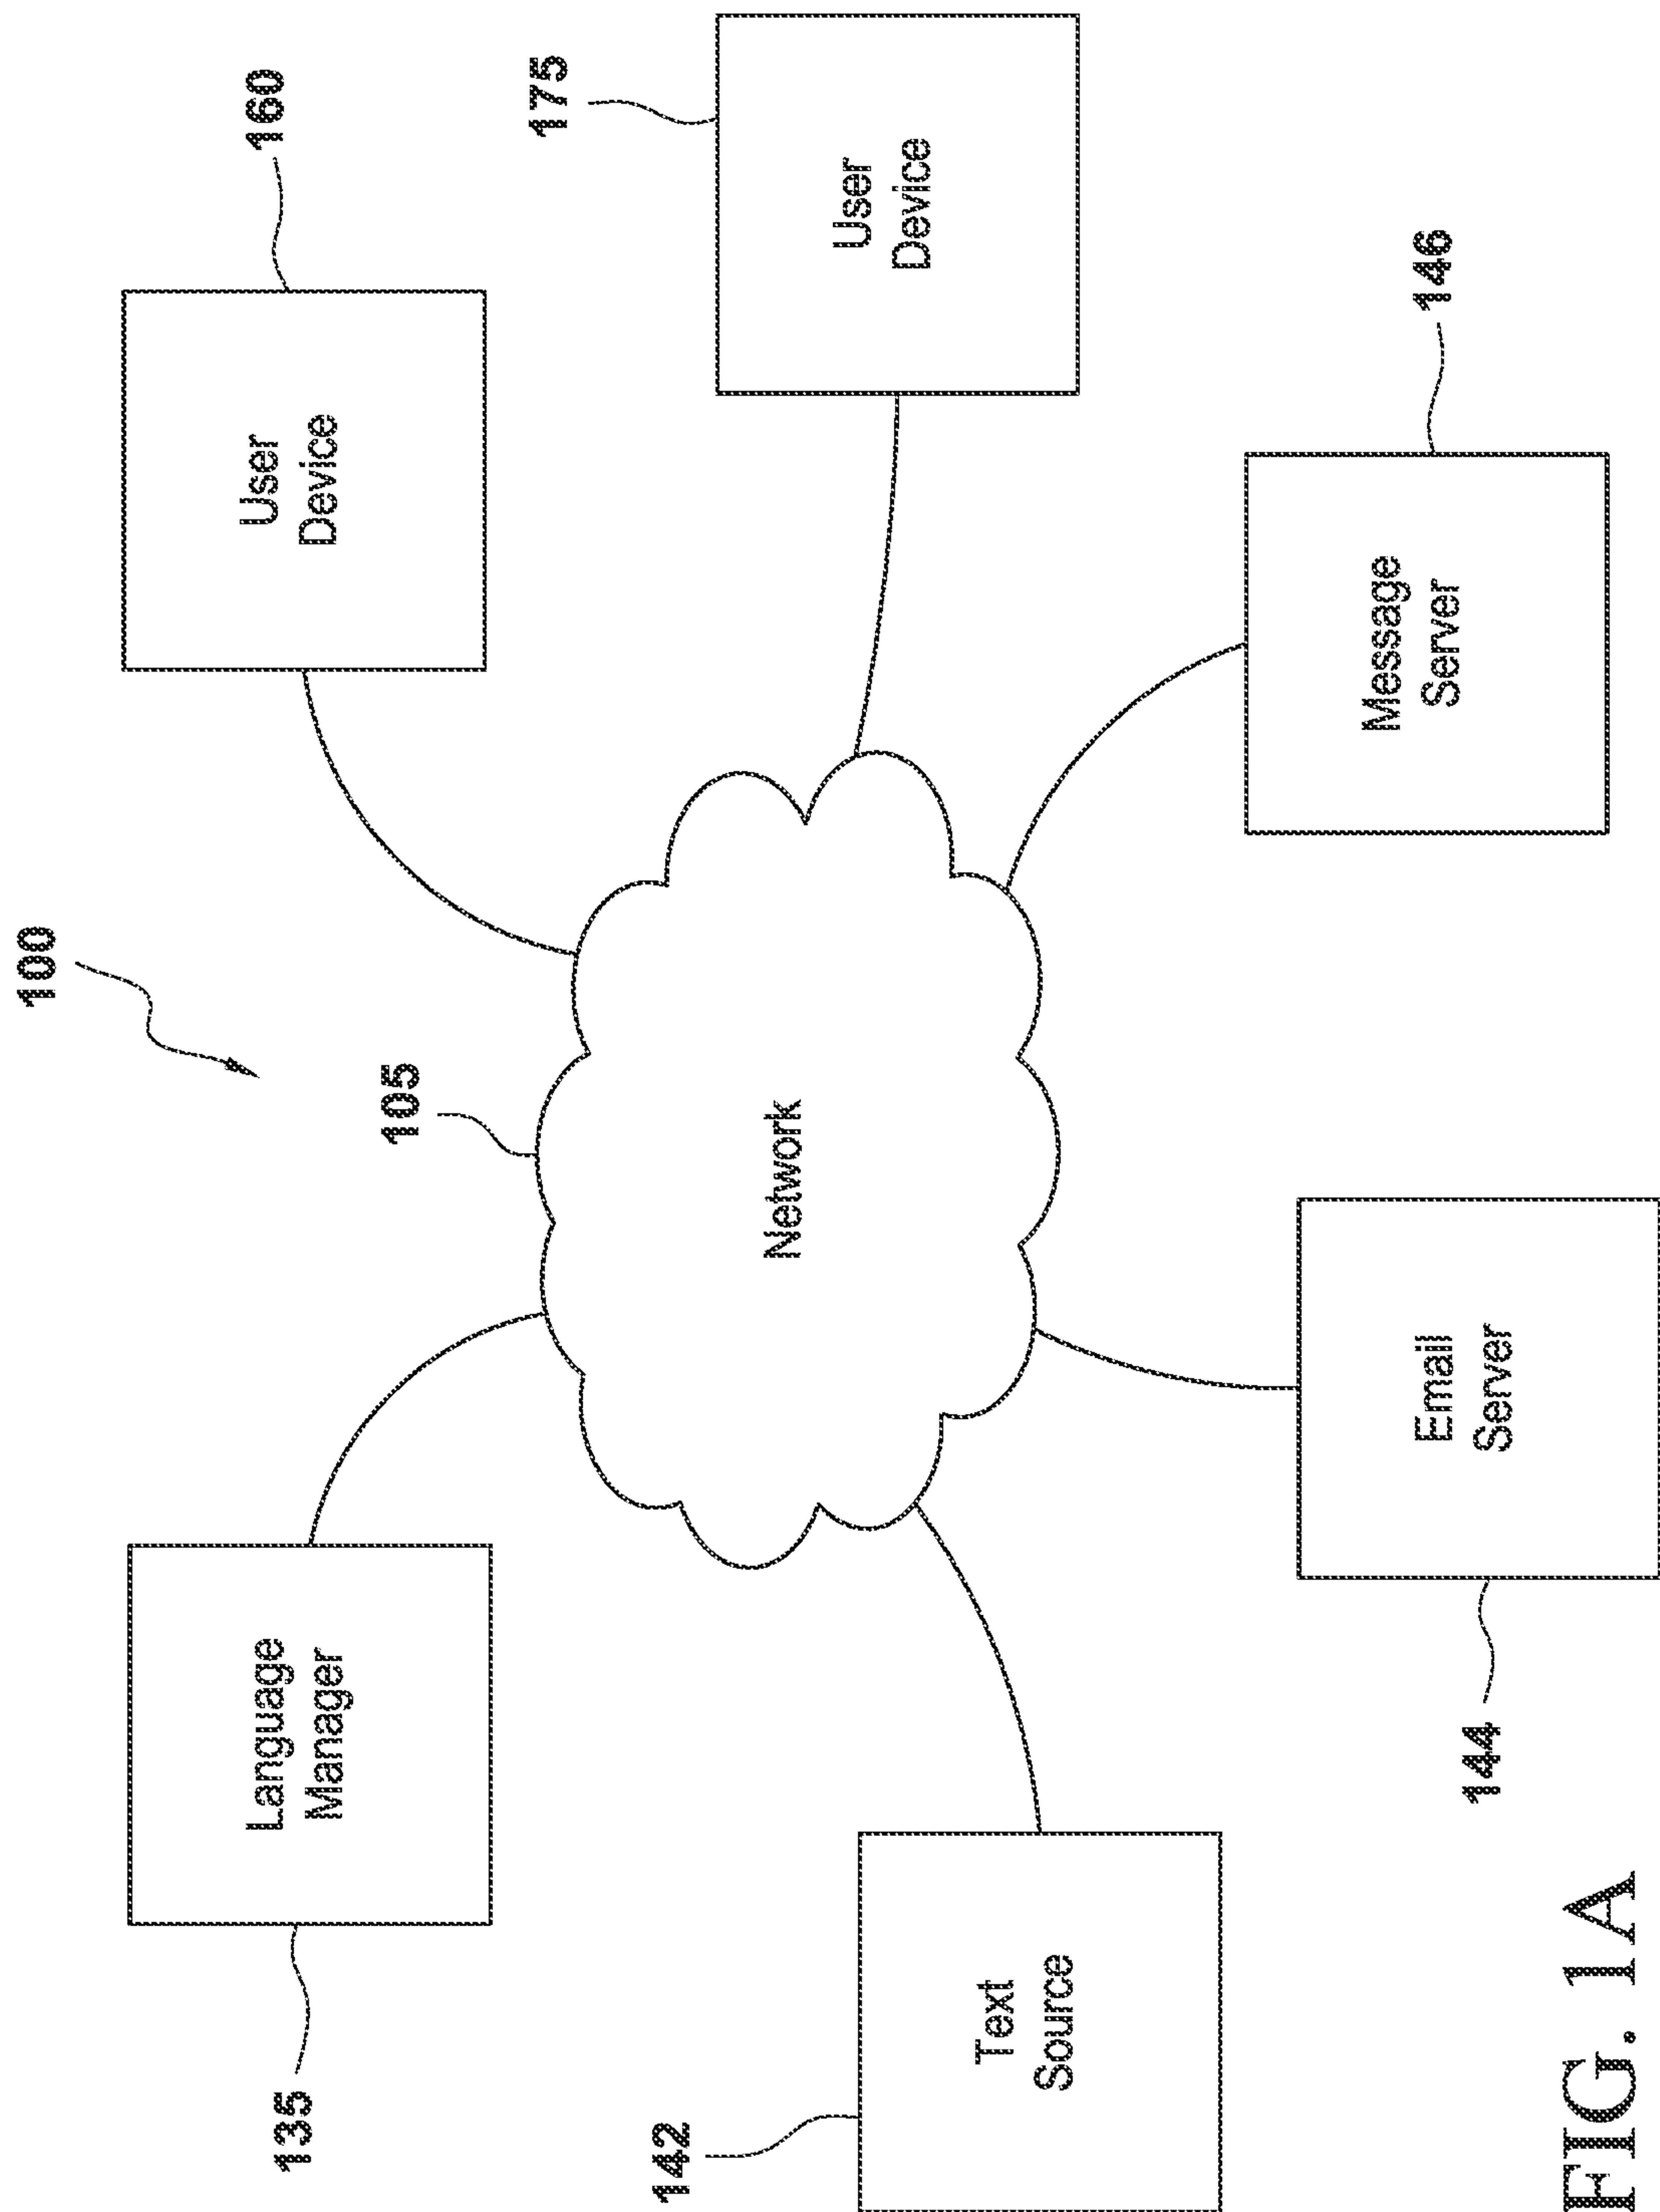 100
105
Language
Manager
135
User
Device
160
Network
User
Device
175
Text
Source
142
Email
Server
144
Message
Server
146
FIG. 1A